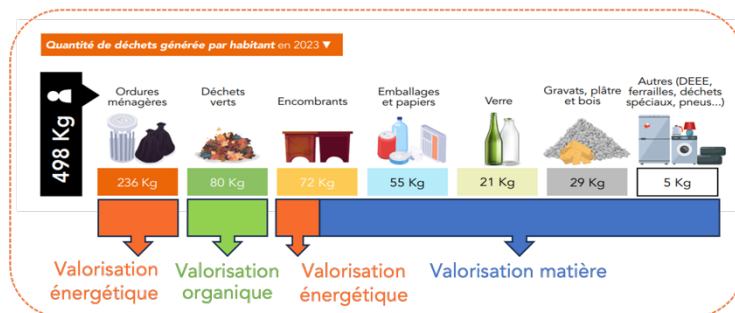 Quantité de déchets générée par habitant en 2023 ▼
498 Kg
Ordures
ménagères
Déchets
verts
Encombrants
Emballages
et papiers
Verre
Gravats, plâtre
et bois
Autres (DEEE,
ferrailles, déchets
spéciaux, pneus...)
236 Kg
80 Kg
72 Kg
55 Kg
21 Kg
29 Kg
5 Kg
Valorisation
énergétique
Valorisation
organique
Valorisation
énergétique
Valorisation matière